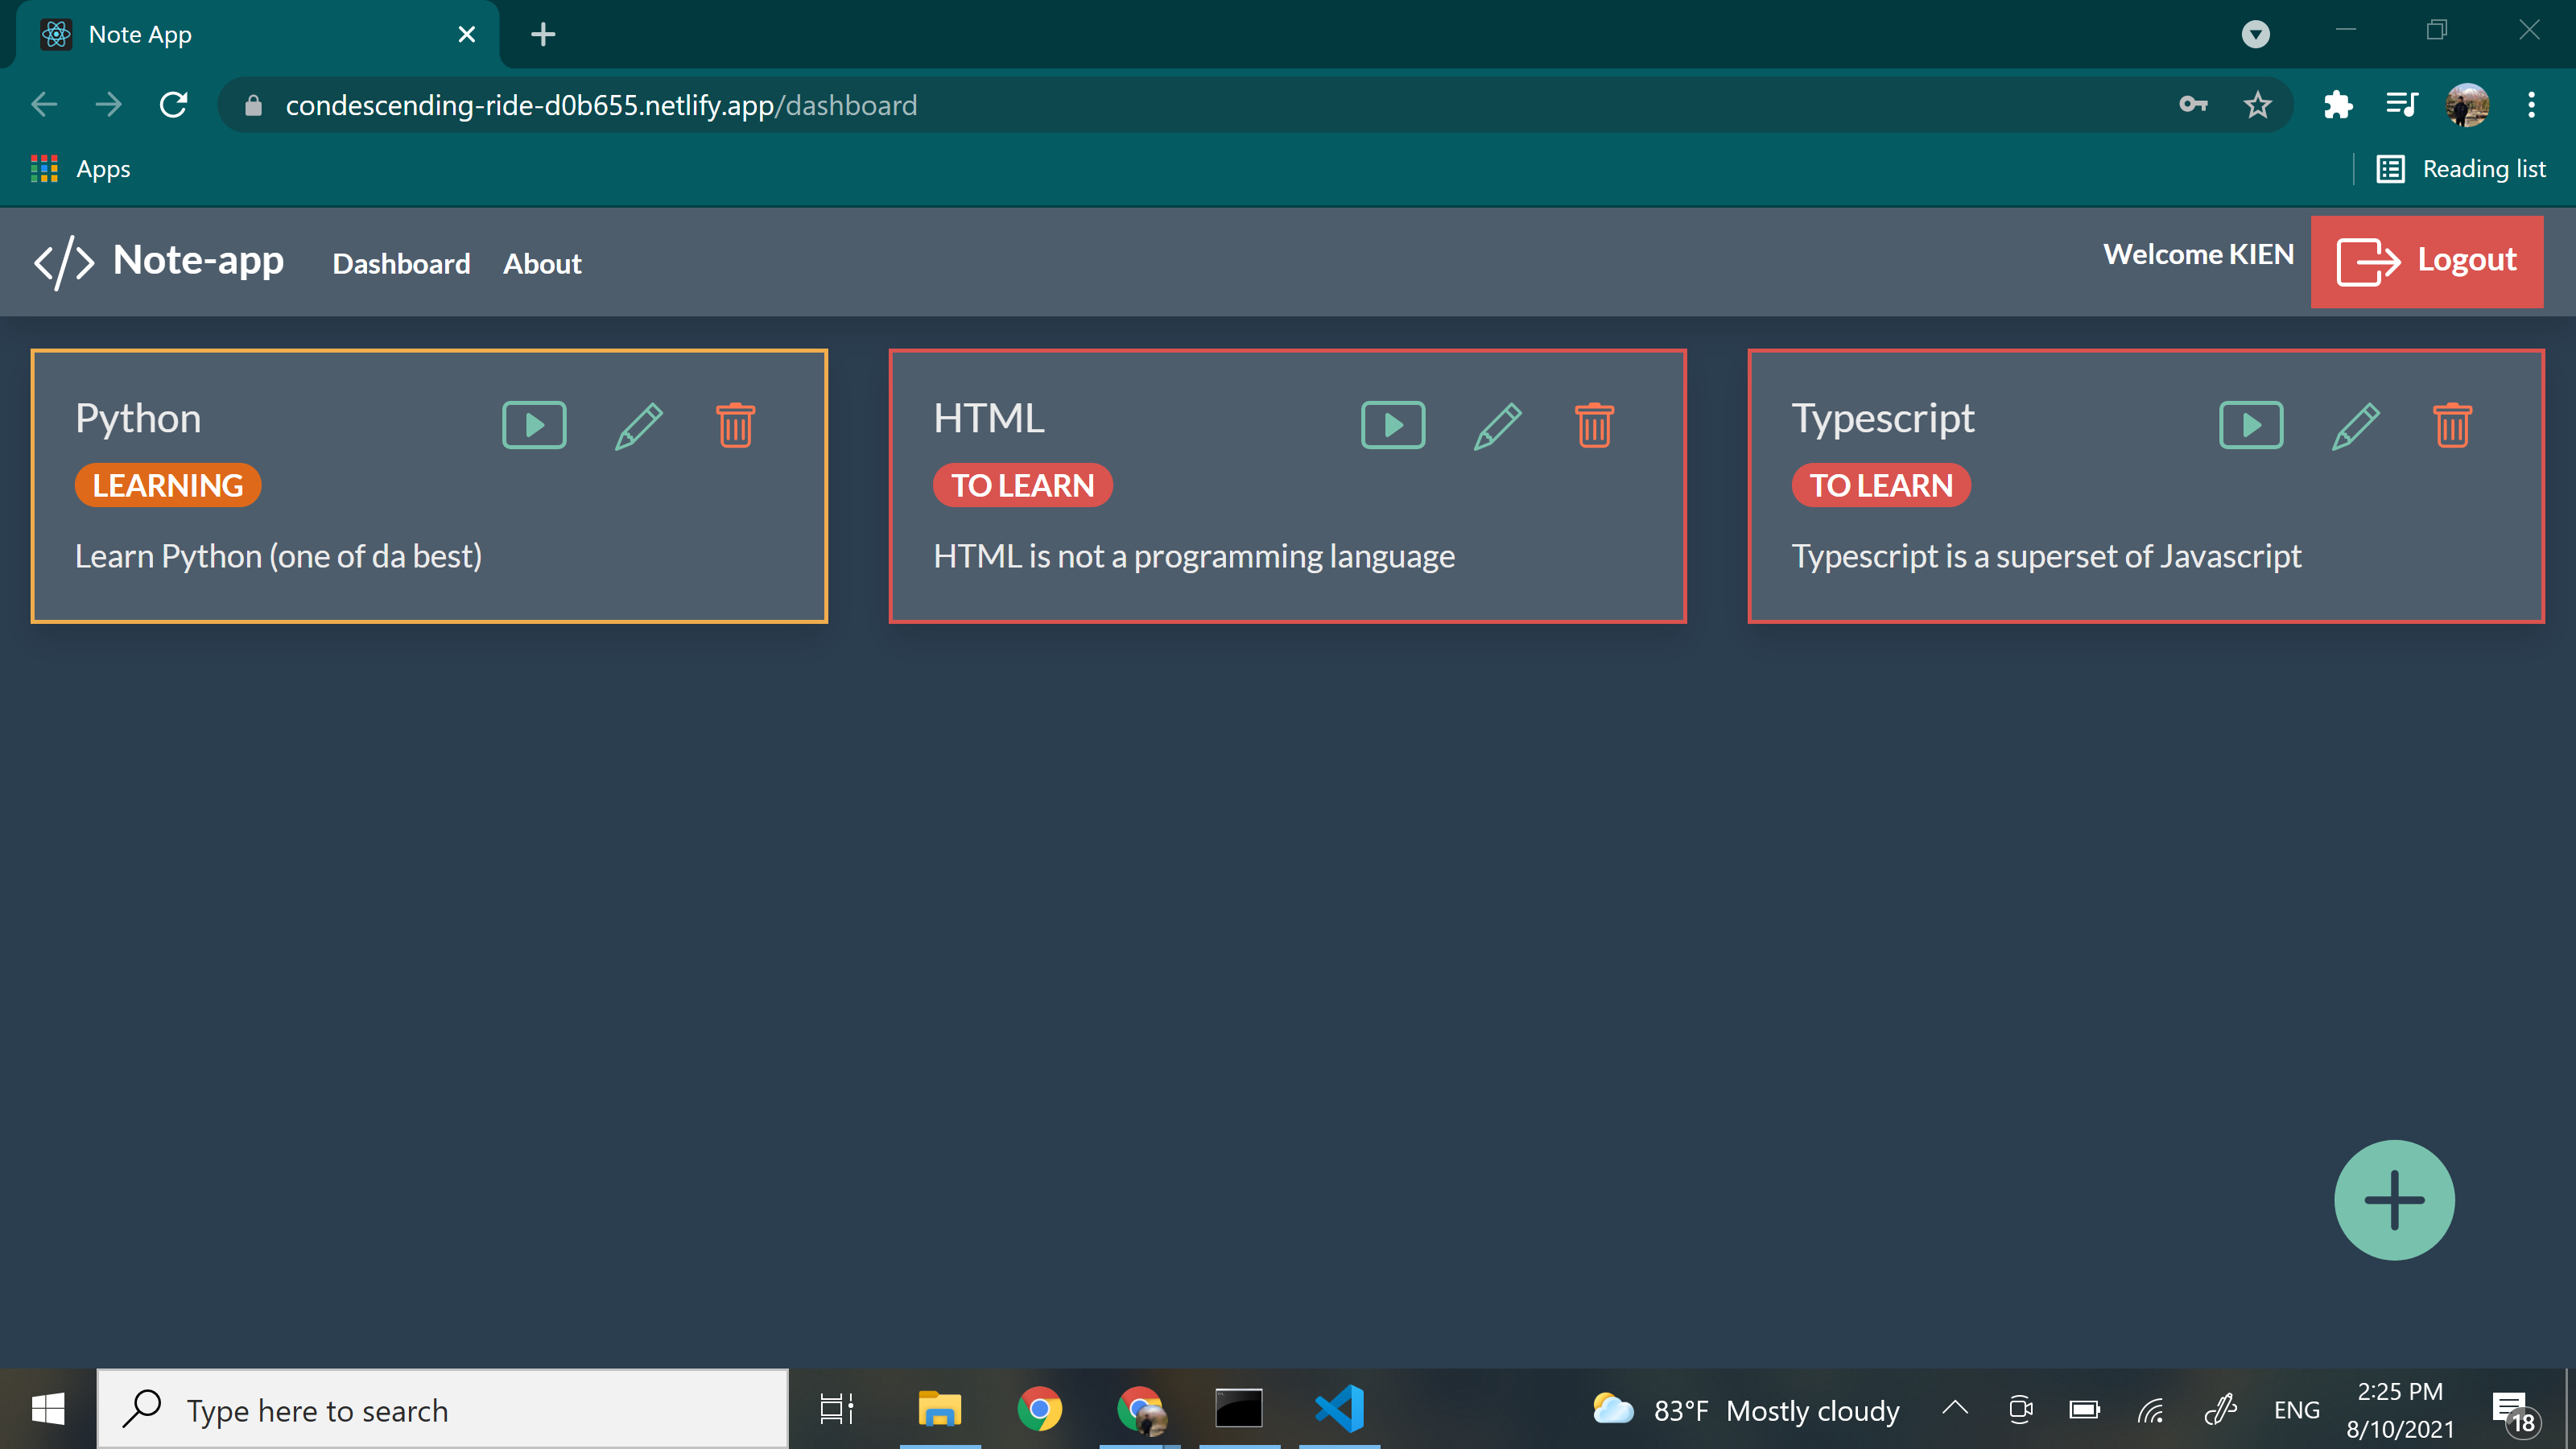 Note App
condescending-ride-d0b655.netlify.app/dashboard
Apps
Reading list
Note-app Dashboard About Welcome KIEN Logout
Python
LEARNING
Learn Python (one of da best)
HTML
TO LEARN
HTML is not a programming language
Typescript
TO LEARN
Typescript is a superset of Javascript
Type here to search
83°F Mostly cloudy
ENG
2:25 PM
8/10/2021
18